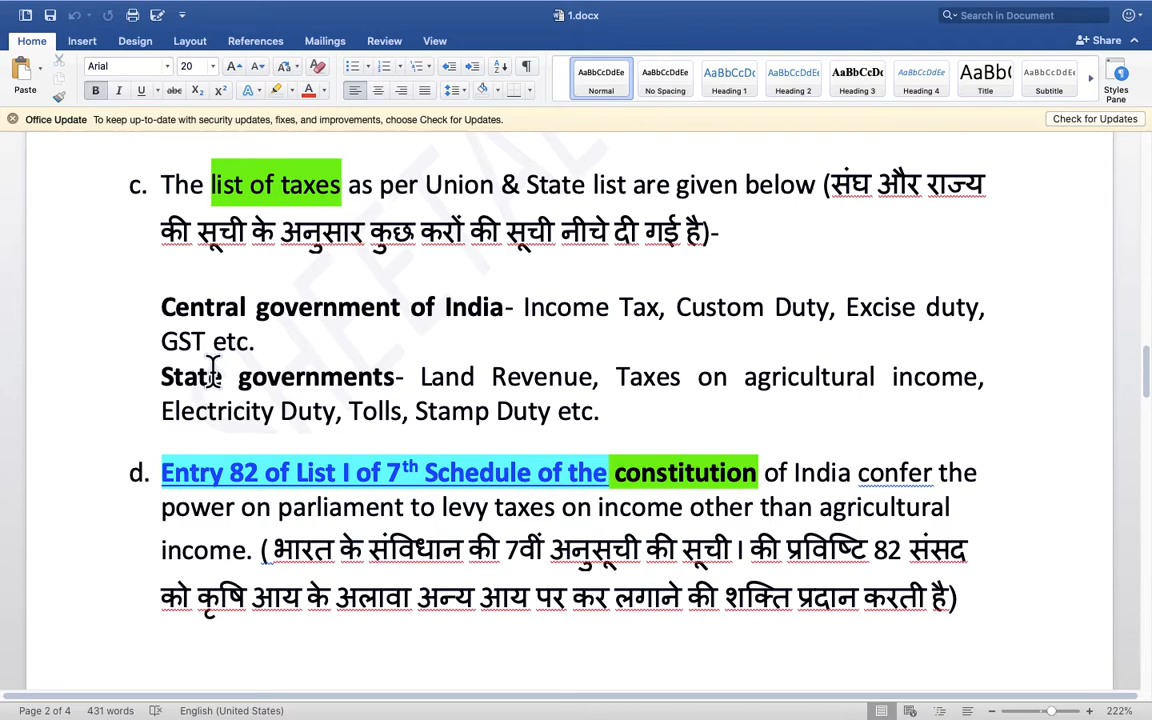 1.docx
Search in Document
Home Insert Design Layout References Mailings Review View
Share
Paste
Arial 20
B I U abc X₂ X²
AaBbCcDdEe AaBbCcDdEe AaBbCcDc AaBbCcDdEe AaBbCcDc AaBbCcDdEe AaBb( AaBbCcDdEe
Normal No Spacing Heading 1 Heading 2 Heading 3 Heading 4 Title Subtitle
Styles
Pane
Office Update To keep up-to-date with security updates, fixes, and improvements, choose Check for Updates.
Check for Updates
c. The list of taxes as per Union & State list are given below (संघ और राज्य
की सूची के अनुसार कुछ करों की सूची नीचे दी गई है)-
Central government of India- Income Tax, Custom Duty, Excise duty,
GST etc.
State governments- Land Revenue, Taxes on agricultural income,
Electricity Duty, Tolls, Stamp Duty etc.
d. Entry 82 of List I of 7th Schedule of the constitution of India confer the
power on parliament to levy taxes on income other than agricultural
income. ( भारत के संविधान की 7वीं अनुसूची की सूची I की प्रविष्टि 82 संसद
को कृषि आय के अलावा अन्य आय पर कर लगाने की शक्ति प्रदान करती है)
Page 2 of 4 431 words English (United States) 222%